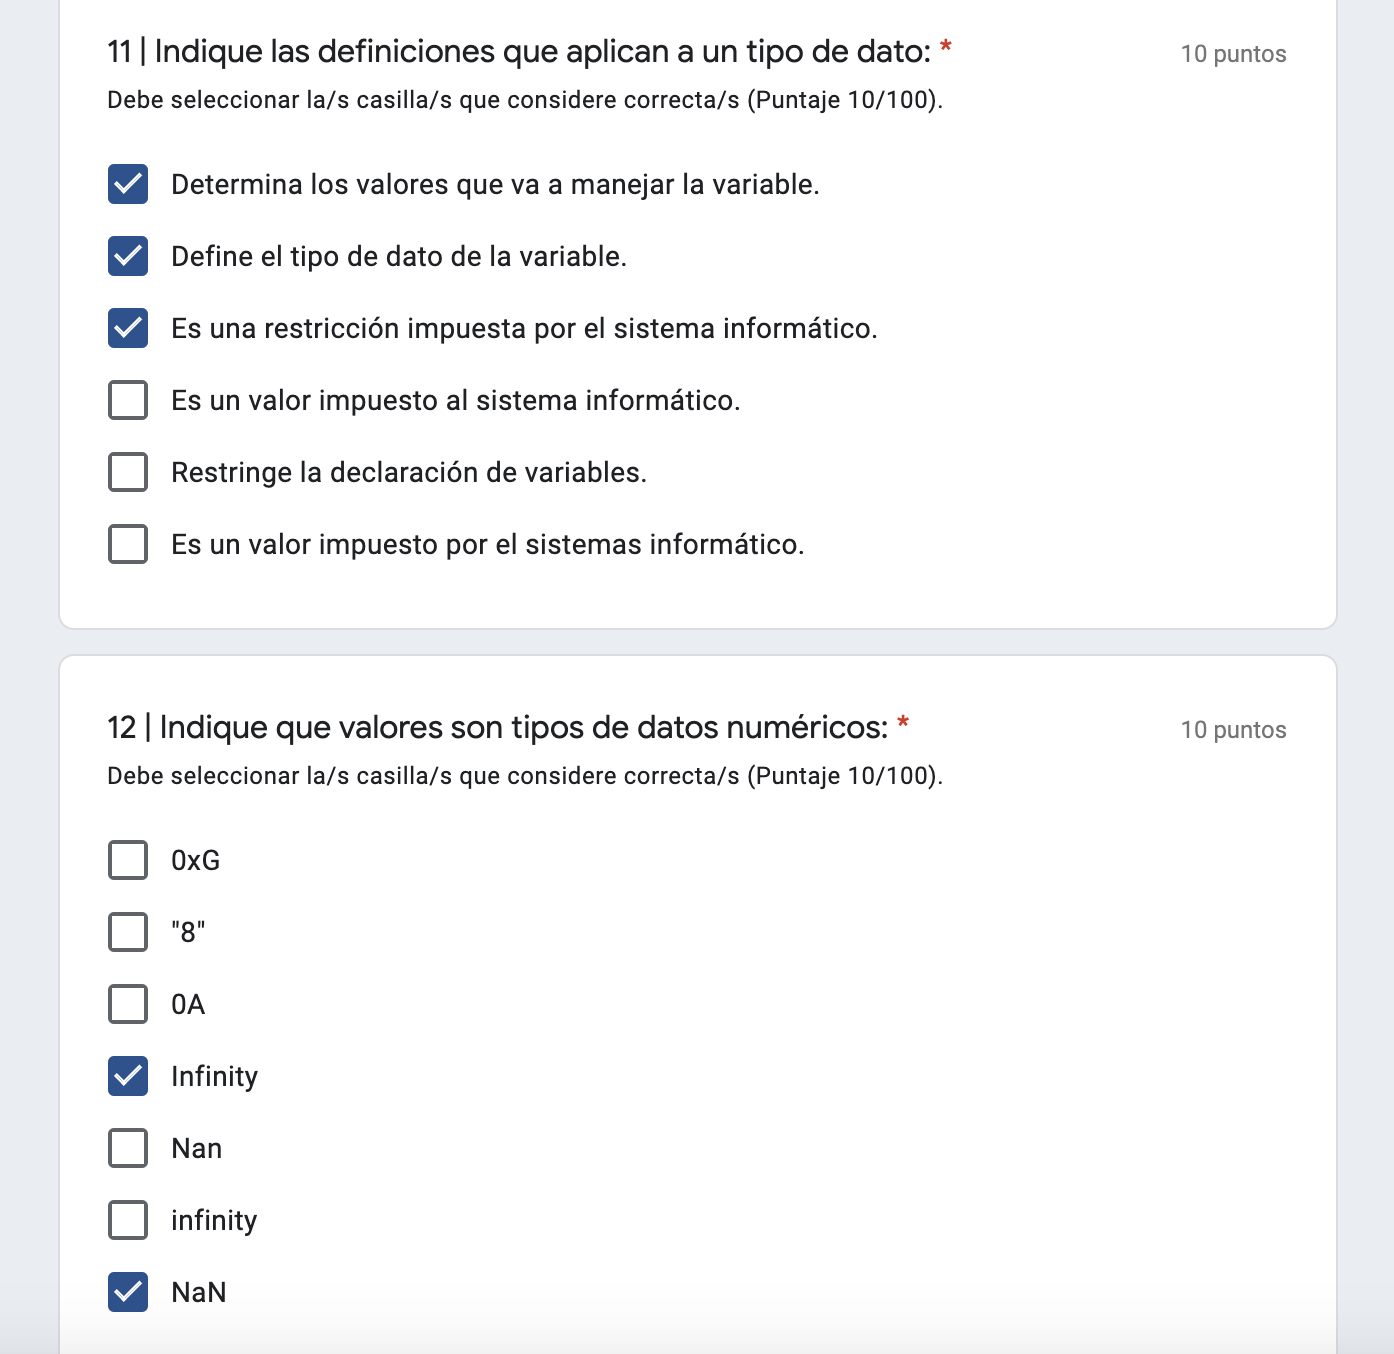 11 | Indique las definiciones que aplican a un tipo de dato: *
10 puntos
Debe seleccionar la/s casilla/s que considere correcta/s (Puntaje 10/100).
Determina los valores que va a manejar la variable.
Define el tipo de dato de la variable.
Es una restricción impuesta por el sistema informático.
Es un valor impuesto al sistema informático.
Restringe la declaración de variables.
Es un valor impuesto por el sistemas informático.
12 | Indique que valores son tipos de datos numéricos: *
10 puntos
Debe seleccionar la/s casilla/s que considere correcta/s (Puntaje 10/100).
0xG
"8"
0A
Infinity
Nan
infinity
NaN